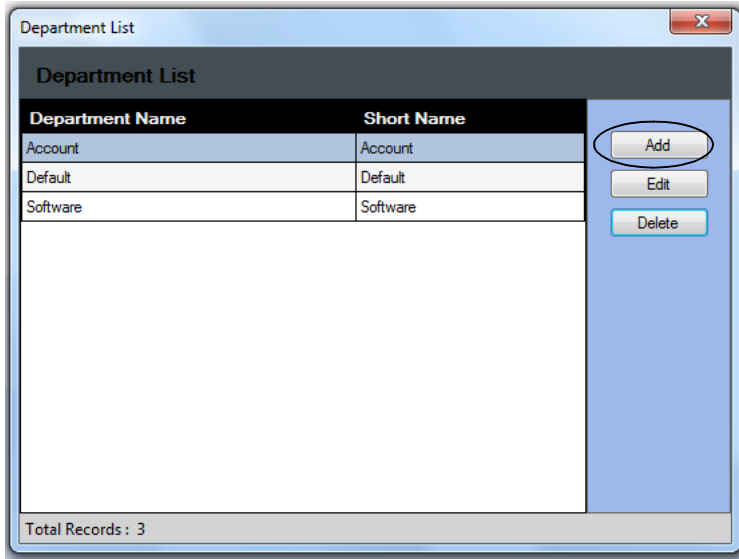 Department List
Department List
Department Name Short Name
Account Account
Default Default
Software Software
Add
Edit
Delete
Total Records : 3